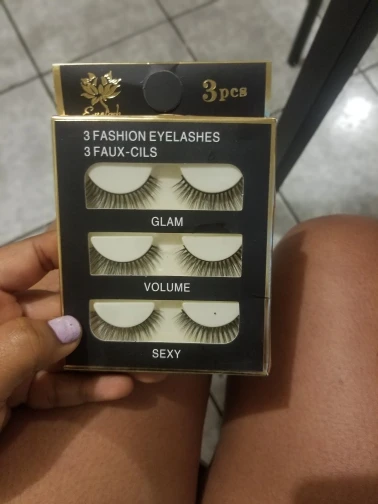 3pcs
3 FASHION EYELASHES
3 FAUX-CILS
GLAM
VOLUME
SEXY